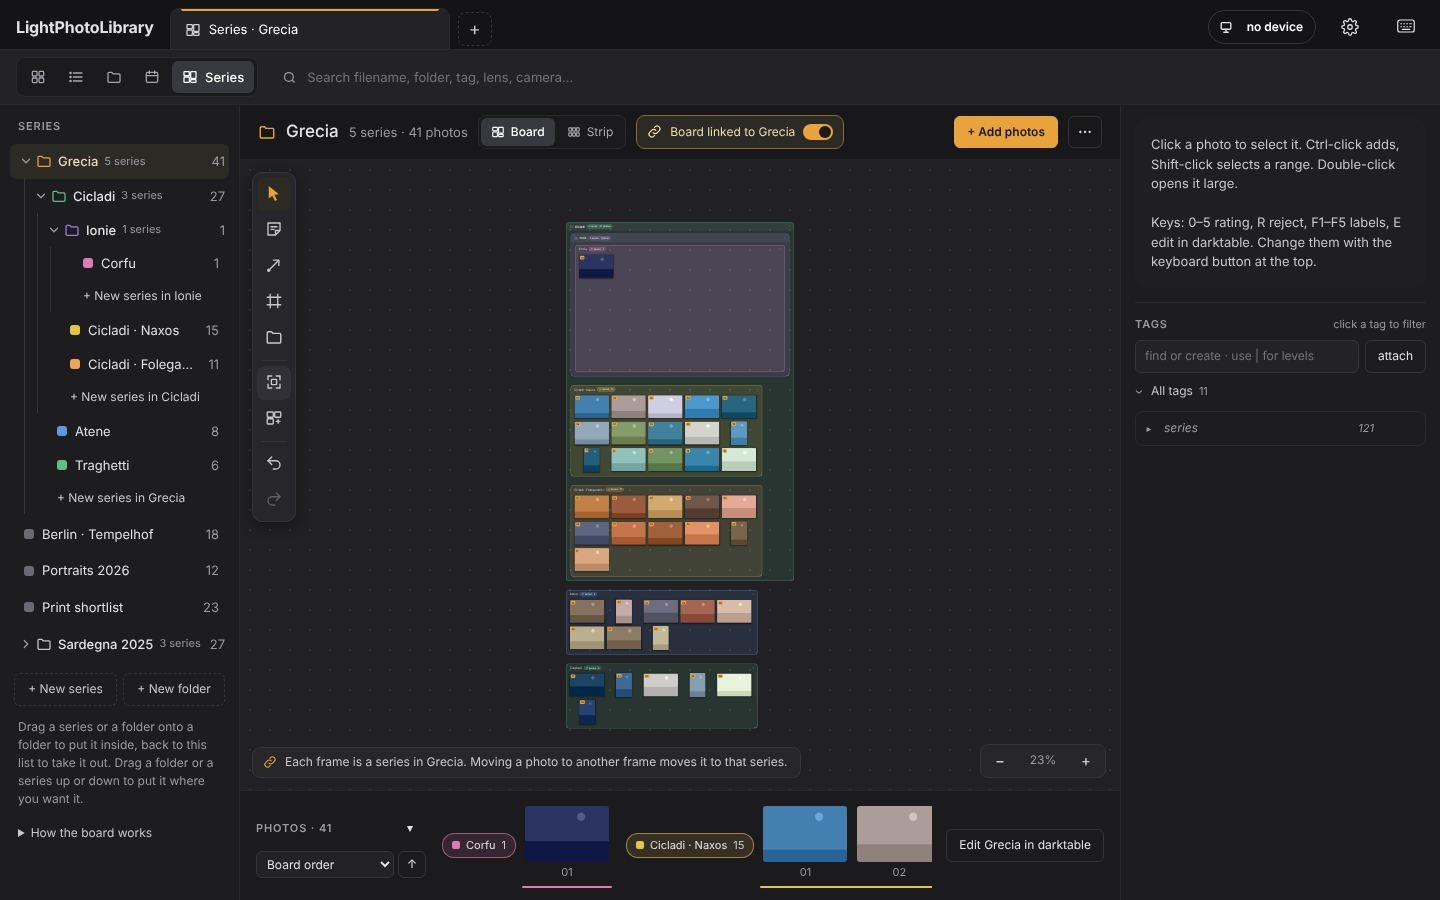 LightPhotoLibrary
Series · Grecia
+
no device
Series
Search filename, folder, tag, lens, camera...
SERIES
Grecia 5 series 41
Cicladi 3 series 27
Ionie 1 series 1
Corfu 1
+ New series in Ionie
Cicladi · Naxos 15
Cicladi · Folega... 11
+ New series in Cicladi
Atene 8
Traghetti 6
+ New series in Grecia
Berlin · Tempelhof 18
Portraits 2026 12
Print shortlist 23
Sardegna 2025 3 series 27
+ New series
+ New folder
Drag a series or a folder onto a
folder to put it inside, back to this
list to take it out. Drag a folder or a
series up or down to put it where
you want it.
How the board works
Grecia 5 series · 41 photos
Board
Strip
Board linked to Grecia
+ Add photos
Each frame is a series in Grecia. Moving a photo to another frame moves it to that series.
− 23% +
PHOTOS · 41
Board order
Corfu 1
01
Cicladi · Naxos 15
01
02
Edit Grecia in darktable
Click a photo to select it. Ctrl-click adds,
Shift-click selects a range. Double-click
opens it large.
Keys: 0–5 rating, R reject, F1–F5 labels, E
edit in darktable. Change them with the
keyboard button at the top.
TAGS
click a tag to filter
find or create · use | for levels
attach
All tags 11
series 121